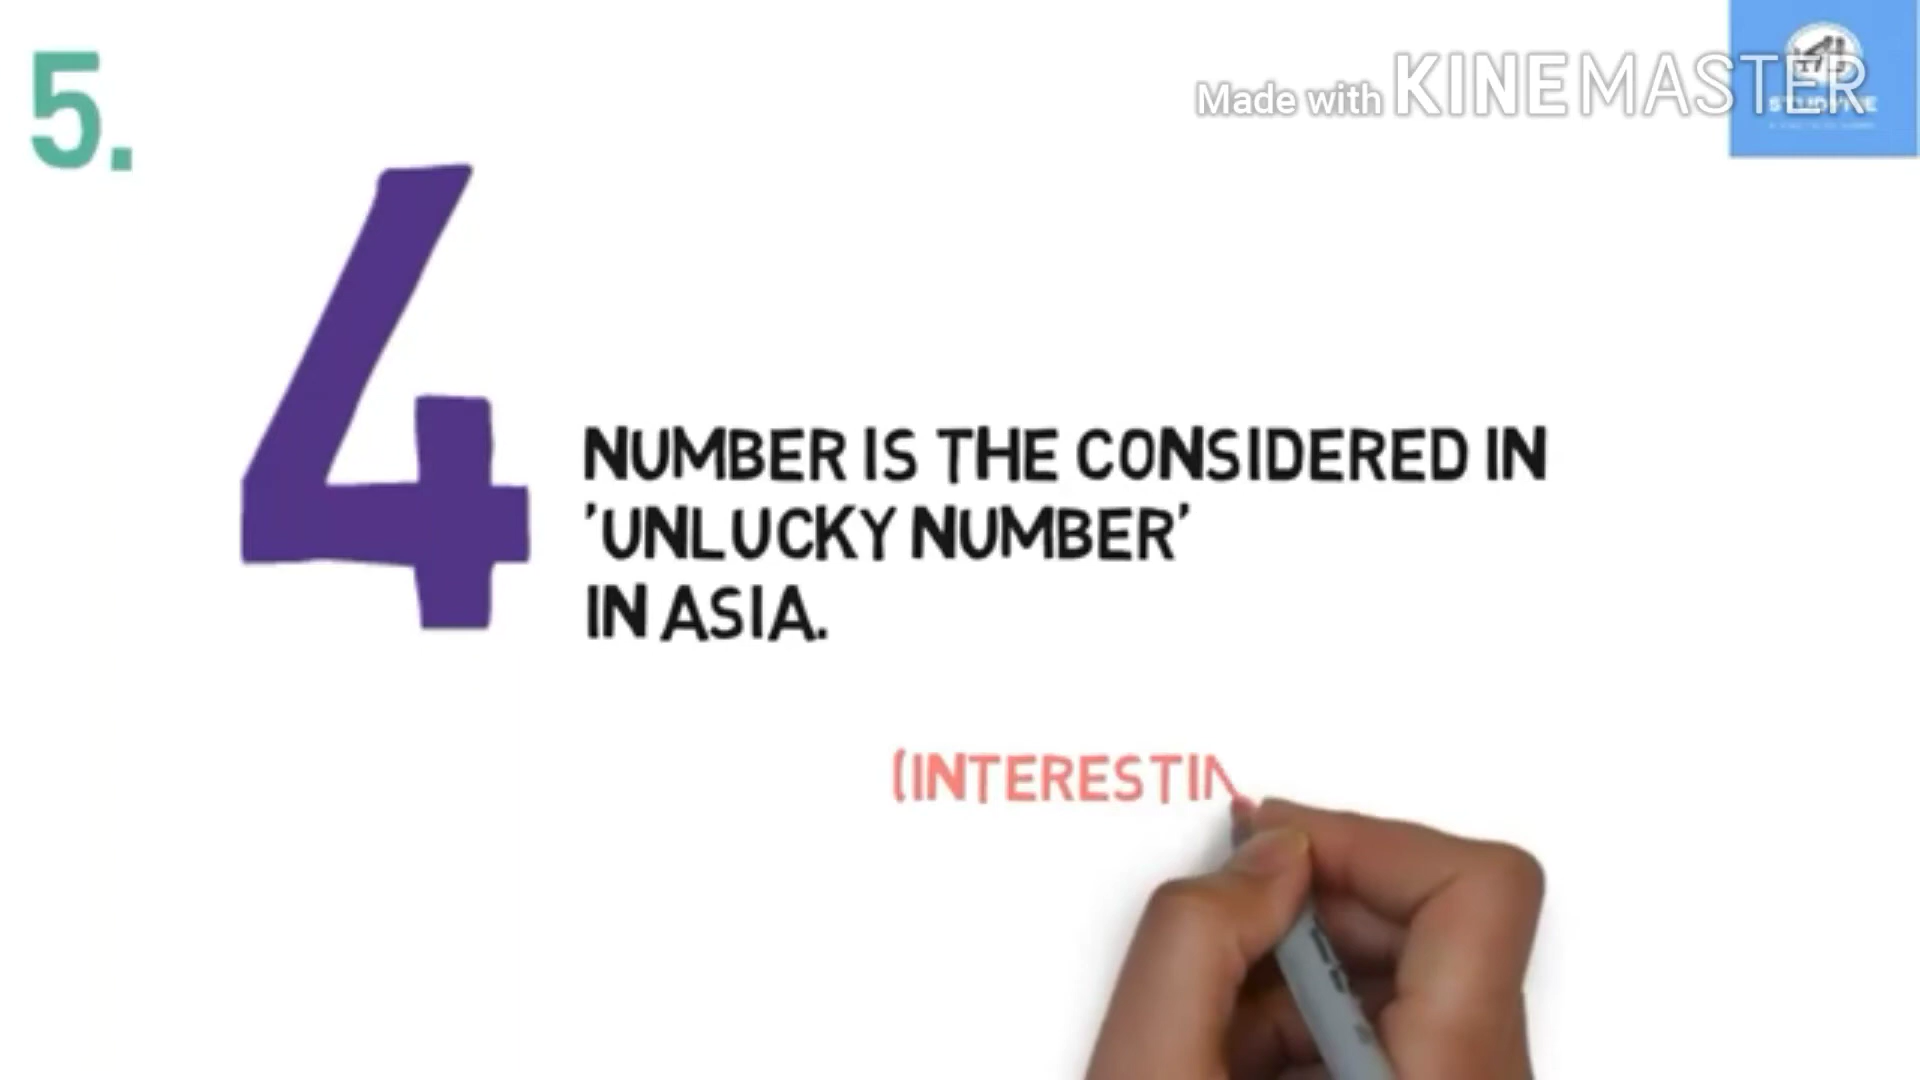 5.
Made with KINEMASTER
4
NUMBER IS THE CONSIDERED IN
'UNLUCKY NUMBER'
IN ASIA.
(INTERESTIN